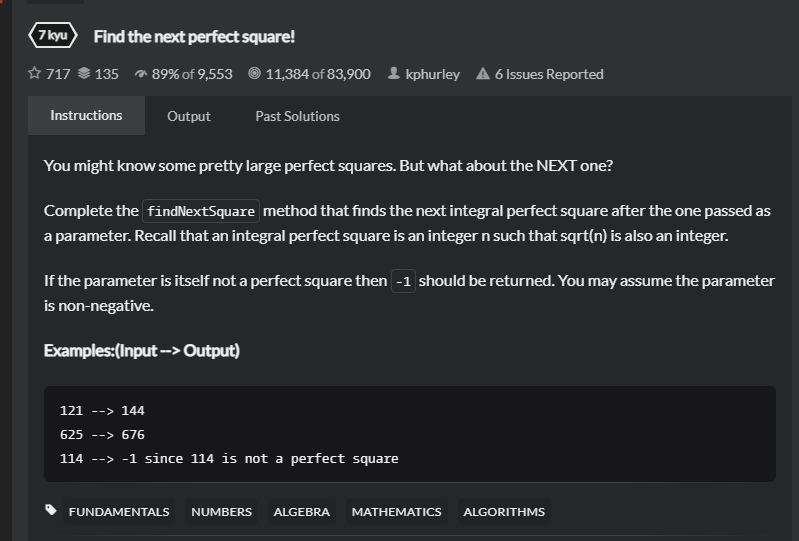 7 kyu Find the next perfect square!
717 135 89% of 9,553 11,384 of 83,900 kphurley 6 Issues Reported
Instructions Output Past Solutions
You might know some pretty large perfect squares. But what about the NEXT one?
Complete the findNextSquare method that finds the next integral perfect square after the one passed as
a parameter. Recall that an integral perfect square is an integer n such that sqrt(n) is also an integer.
If the parameter is itself not a perfect square then -1 should be returned. You may assume the parameter
is non-negative.
Examples:(Input --> Output)
121 --> 144
625 --> 676
114 --> -1 since 114 is not a perfect square
FUNDAMENTALS NUMBERS ALGEBRA MATHEMATICS ALGORITHMS